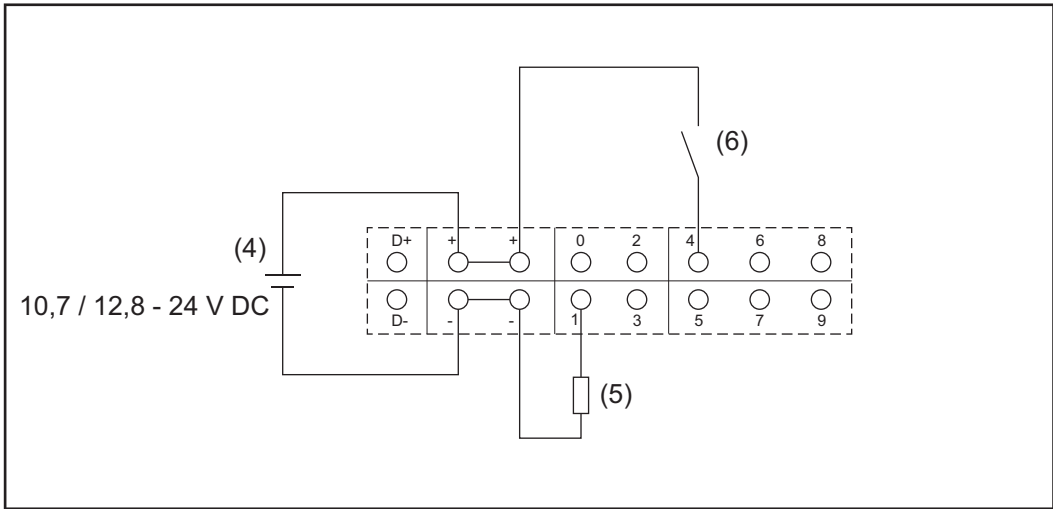 (6)
(4)
10,7 / 12,8 - 24 V DC
D+ + + 0 2 4 6 8
D- - - 1 3 5 7 9
(5)